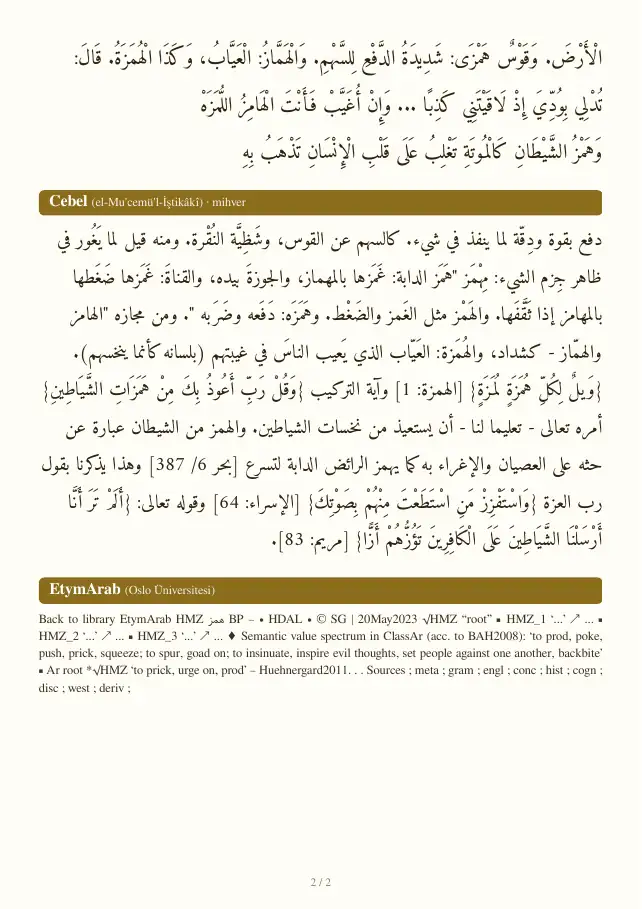 الْأَرْضَ. وَقَوْسٌ هَمْزَى: شَدِيدَةُ الدَّفْعِ لِلسَّهْمِ. وَالْهَمَّازُ: الْعَيَّابُ، وَكَذَا الْهُمَزَةُ. قَالَ:
تُدْلِي بِوُدِّيَ إِذْ لَاقَيْتَنِي كَذِبًا ... وَإِنْ أُغَيَّبْ فَأَنْتَ الْهَامِزُ اللُّمَزَهْ
وَهَمْزُ الشَّيْطَانِ كَالْمُوتَةِ تَغْلِبُ عَلَى قَلْبِ الْإِنْسَانِ تَذْهَبُ بِهِ
Cebel (el-Mu'cemü'l-İştikâkî) · mihver
دفع بقوة ودِقّة لما ينفذ في شيء. كالسهم عن القوس، وشَظِيَّة النُقْرة. ومنه قيل لما يَغُور في
ظاهر جِرم الشيء: مِهْمَز "هَمَز الدابة: غَمَزها بالمهماز، والجوزةَ بيده، والقناةَ: غَمَزها ضَغَطها
بالمهامز إذا ثَقَّفَها. والهَمْز مثل الغَمز والضَغْط. وهَمَزَه: دَفَعه وضَرَبه ". ومن مجازه "الهامز
والهمّاز - كشداد، والهُمَزة: العَيّاب الذي يَعيب الناسَ في غيبتهم (بلسانه كأنما ينخسهم).
{وَيلٌ لِكُلِّ هُمَزَةٍ لُمَزَةٍ} [الهمزة: 1] وآية التركيب {وَقُلْ رَبِّ أَعُوذُ بِكَ مِنْ هَمَزَاتِ الشَّيَاطِينِ}
أمره تعالى - تعليما لنا - أن يستعيذ من نخسات الشياطين. والهمز من الشيطان عبارة عن
حثه على العصيان والإغراء به كما يهمز الرائض الدابة لتسرع [بحر 6/ 387] وهذا يذكرنا بقول
رب العزة {وَاسْتَفْزِزْ مَنِ اسْتَطَعْتَ مِنْهُمْ بِصَوْتِكَ} [الإسراء: 64] وقوله تعالى: {أَلَمْ تَرَ أَنَّا
أَرْسَلْنَا الشَّيَاطِينَ عَلَى الْكَافِرِينَ تَؤُزُّهُمْ أَزًّا} [مريم: 83].
EtymArab (Oslo Üniversitesi)
Back to library EtymArab HMZ همز BP – • HDAL • © SG | 20May2023 √HMZ “root” ▪ HMZ_1 ‘...’ ↗ ... ▪
HMZ_2 ‘...’ ↗ ... ▪ HMZ_3 ‘...’ ↗ ... ♦ Semantic value spectrum in ClassAr (acc. to BAH2008): ‘to prod, poke,
push, prick, squeeze; to spur, goad on; to insinuate, inspire evil thoughts, set people against one another, backbite’
▪ Ar root *√HMZ ‘to prick, urge on, prod’ – Huehnergard2011. . . Sources ; meta ; gram ; engl ; conc ; hist ; cogn ;
disc ; west ; deriv ;
2 / 2